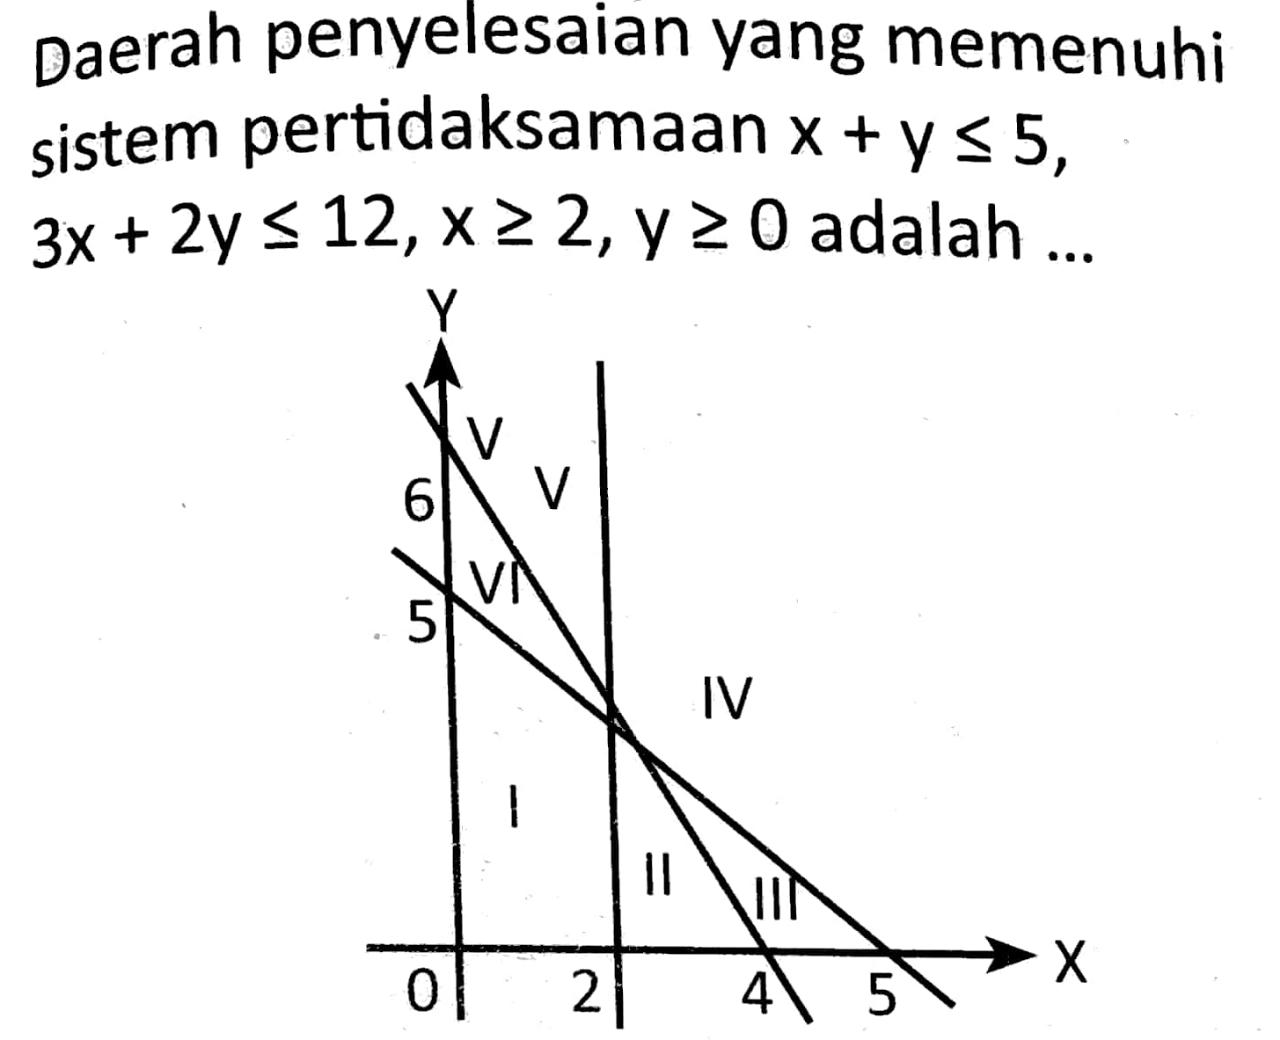 Daerah penyelesaian yang memenuhi
sistem pertidaksamaan x + y ≤ 5,
3x + 2y ≤ 12, x ≥ 2, y ≥ 0 adalah ...
Y
V
V
6
VI
5
IV
I
II
III
X
0
2
4
5